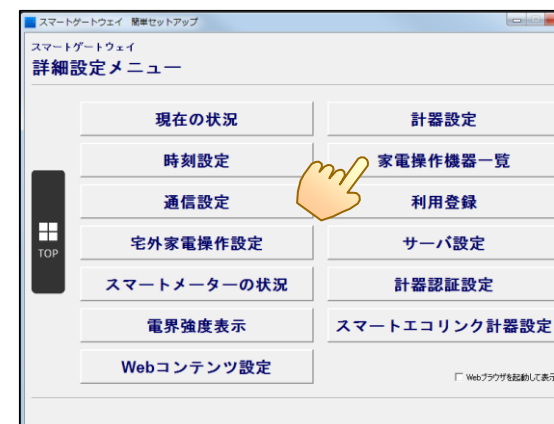 スマートゲートウェイ 簡単セットアップ
スマートゲートウェイ
詳細設定メニュー
現在の状況
計器設定
時刻設定
家電操作機器一覧
通信設定
利用登録
TOP
宅外家電操作設定
サーバ設定
スマートメーターの状況
計器認証設定
電界強度表示
スマートエコリンク計器設定
Webコンテンツ設定
Webブラウザを起動して表示